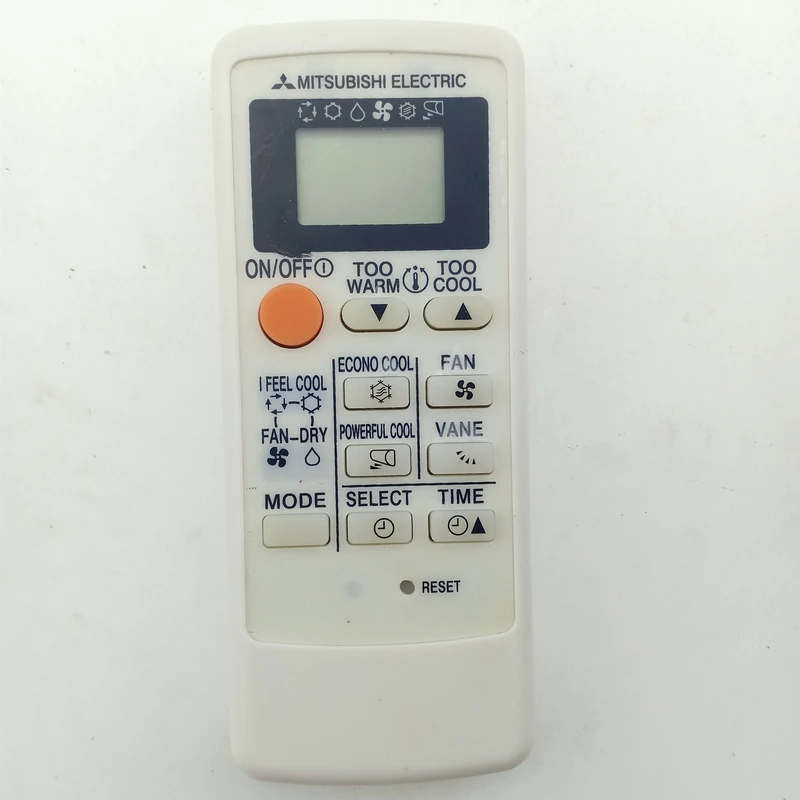 MITSUBISHI ELECTRIC
ON/OFF
TOO WARM
TOO COOL
ECONO COOL
FAN
I FEEL COOL
FAN–DRY
POWERFUL COOL
VANE
MODE
SELECT
TIME
RESET